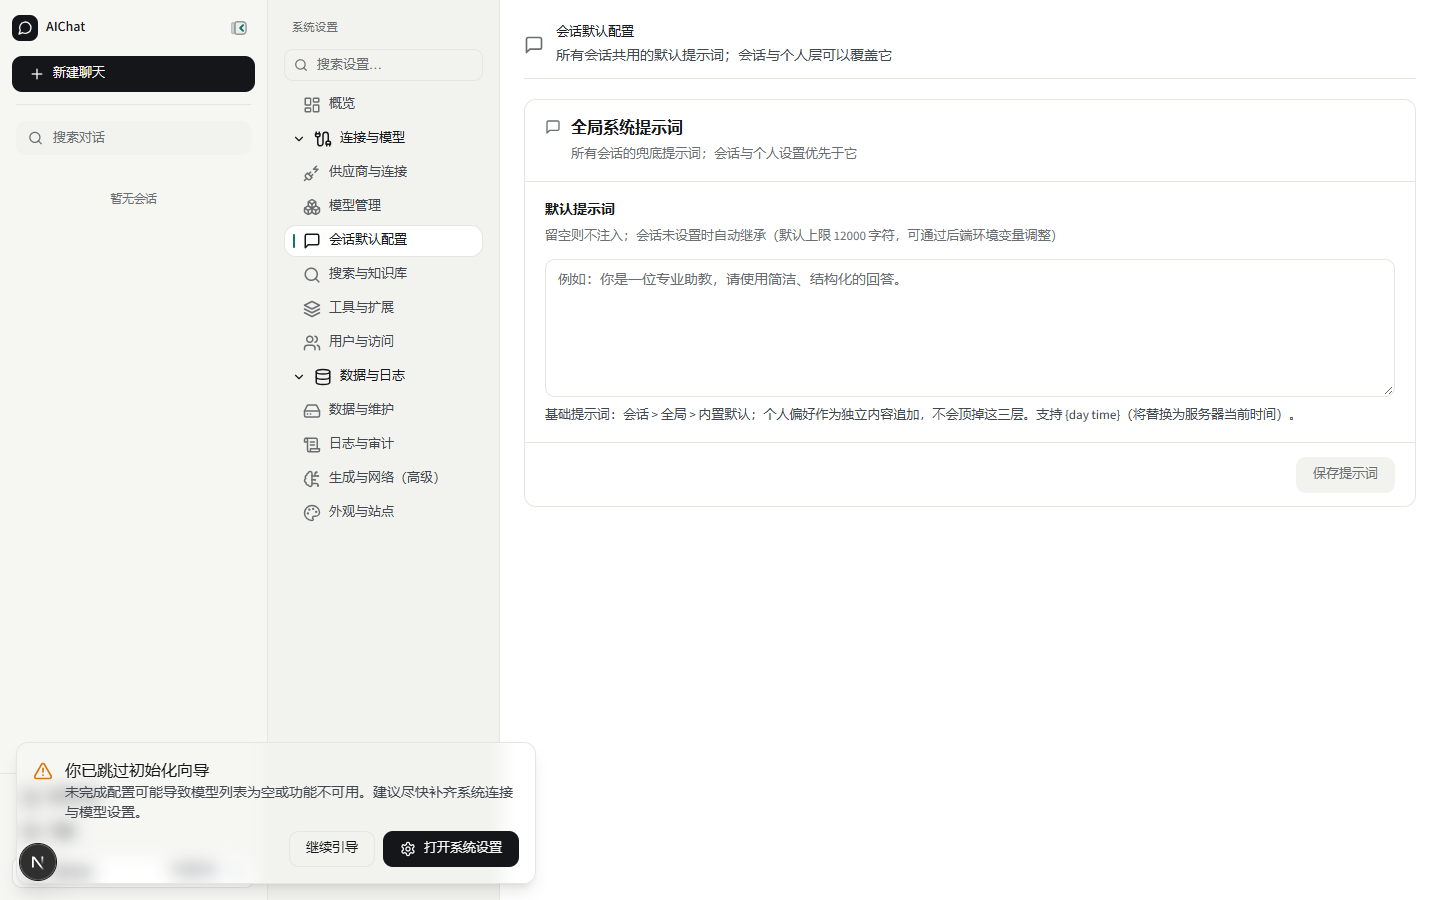 AIChat
新建聊天
搜索对话
暂无会话
系统设置
搜索设置...
概览
连接与模型
供应商与连接
模型管理
会话默认配置
搜索与知识库
工具与扩展
用户与访问
数据与日志
数据与维护
日志与审计
生成与网络（高级）
外观与站点
会话默认配置
所有会话共用的默认提示词；会话与个人层可以覆盖它
全局系统提示词
所有会话的兜底提示词；会话与个人设置优先于它
默认提示词
留空则不注入；会话未设置时自动继承（默认上限 12000 字符，可通过后端环境变量调整）
例如：你是一位专业助教，请使用简洁、结构化的回答。
基础提示词：会话 > 全局 > 内置默认；个人偏好作为独立内容追加，不会顶掉这三层。支持 {day time}（将替换为服务器当前时间）。
保存提示词
你已跳过初始化向导
未完成配置可能导致模型列表为空或功能不可用。建议尽快补齐系统连接
与模型设置。
继续引导
打开系统设置
N